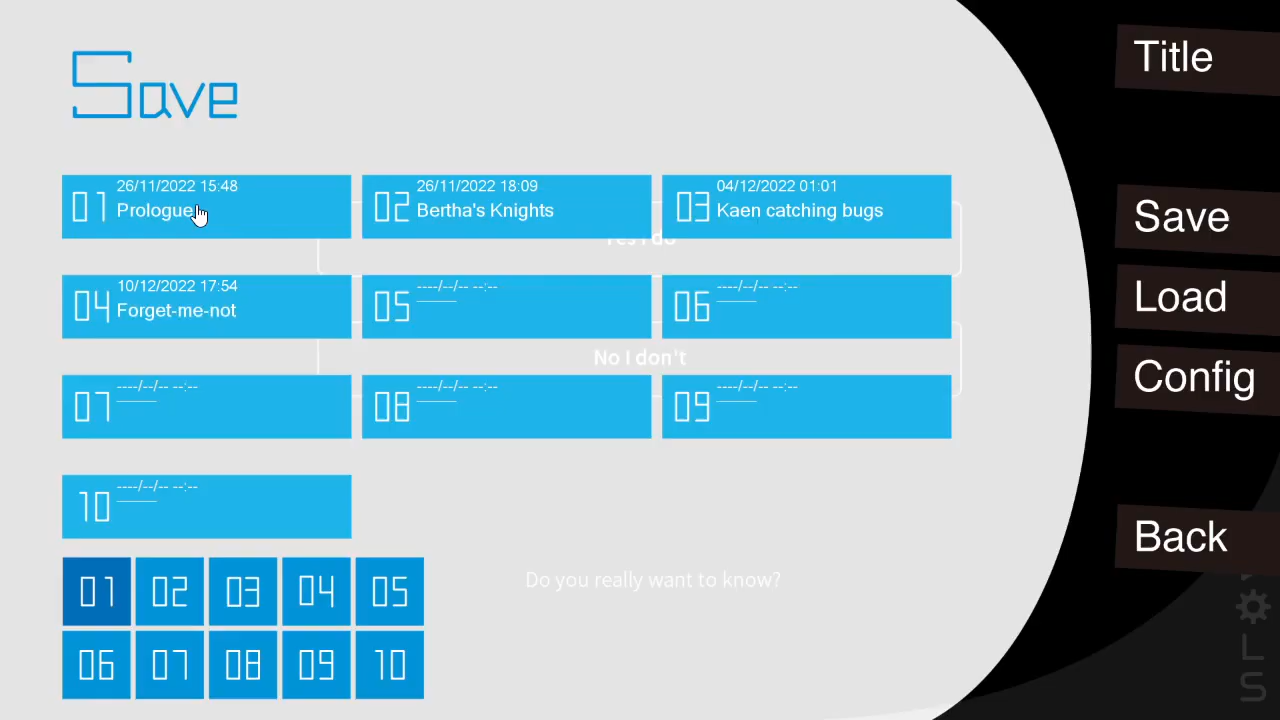 Save
Title
01 26/11/2022 15:48
Prologue
02 26/11/2022 18:09
Bertha's Knights
03 04/12/2022 01:01
Kaen catching bugs
Yes I do
Save
04 10/12/2022 17:54
Forget-me-not
05 ----/--/-- --:--
06 ----/--/-- --:--
Load
No I don't
07 ----/--/-- --:--
08 ----/--/-- --:--
09 ----/--/-- --:--
Config
10 ----/--/-- --:--
Back
Do you really want to know?
01 02 03 04 05
06 07 08 09 10
L
S